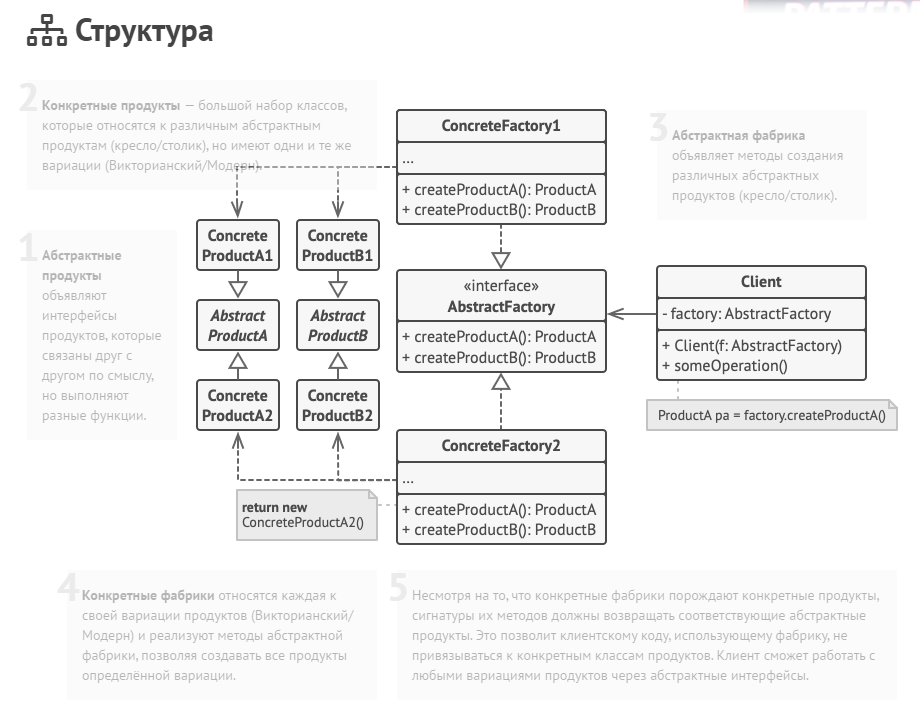 Структура
2
Конкретные продукты — большой набор классов,
которые относятся к различным абстрактным
продуктам (кресло/столик), но имеют одни и те же
вариации (Викторианский/Модерн).
ConcreteFactory1
...
+ createProductA(): ProductA
+ createProductB(): ProductB
3
Абстрактная фабрика
объявляет методы создания
различных абстрактных
продуктов (кресло/столик).
1
Абстрактные
продукты
объявляют
интерфейсы
продуктов, которые
связаны друг с
другом по смыслу,
но выполняют
разные функции.
Concrete
ProductA1
Concrete
ProductB1
Abstract
ProductA
Abstract
ProductB
Concrete
ProductA2
Concrete
ProductB2
«interface»
AbstractFactory
+ createProductA(): ProductA
+ createProductB(): ProductB
Client
- factory: AbstractFactory
+ Client(f: AbstractFactory)
+ someOperation()
ProductA pa = factory.createProductA()
ConcreteFactory2
...
+ createProductA(): ProductA
+ createProductB(): ProductB
return new
ConcreteProductA2()
4
Конкретные фабрики относятся каждая к
своей вариации продуктов (Викторианский/
Модерн) и реализуют методы абстрактной
фабрики, позволяя создавать все продукты
определённой вариации.
5
Несмотря на то, что конкретные фабрики порождают конкретные продукты,
сигнатуры их методов должны возвращать соответствующие абстрактные
продукты. Это позволит клиентскому коду, использующему фабрику, не
привязываться к конкретным классам продуктов. Клиент сможет работать с
любыми вариациями продуктов через абстрактные интерфейсы.